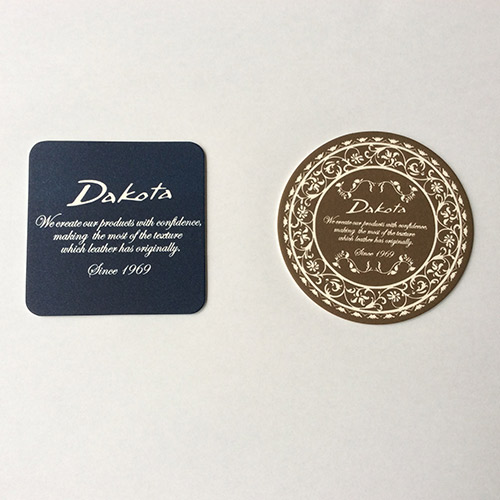 Dakota
We create our products with confidence,
making the most of the texture
which leather has originally.
Since 1969
Dakota
We create our products with confidence,
making the most of the texture
which leather has originally.
Since 1969